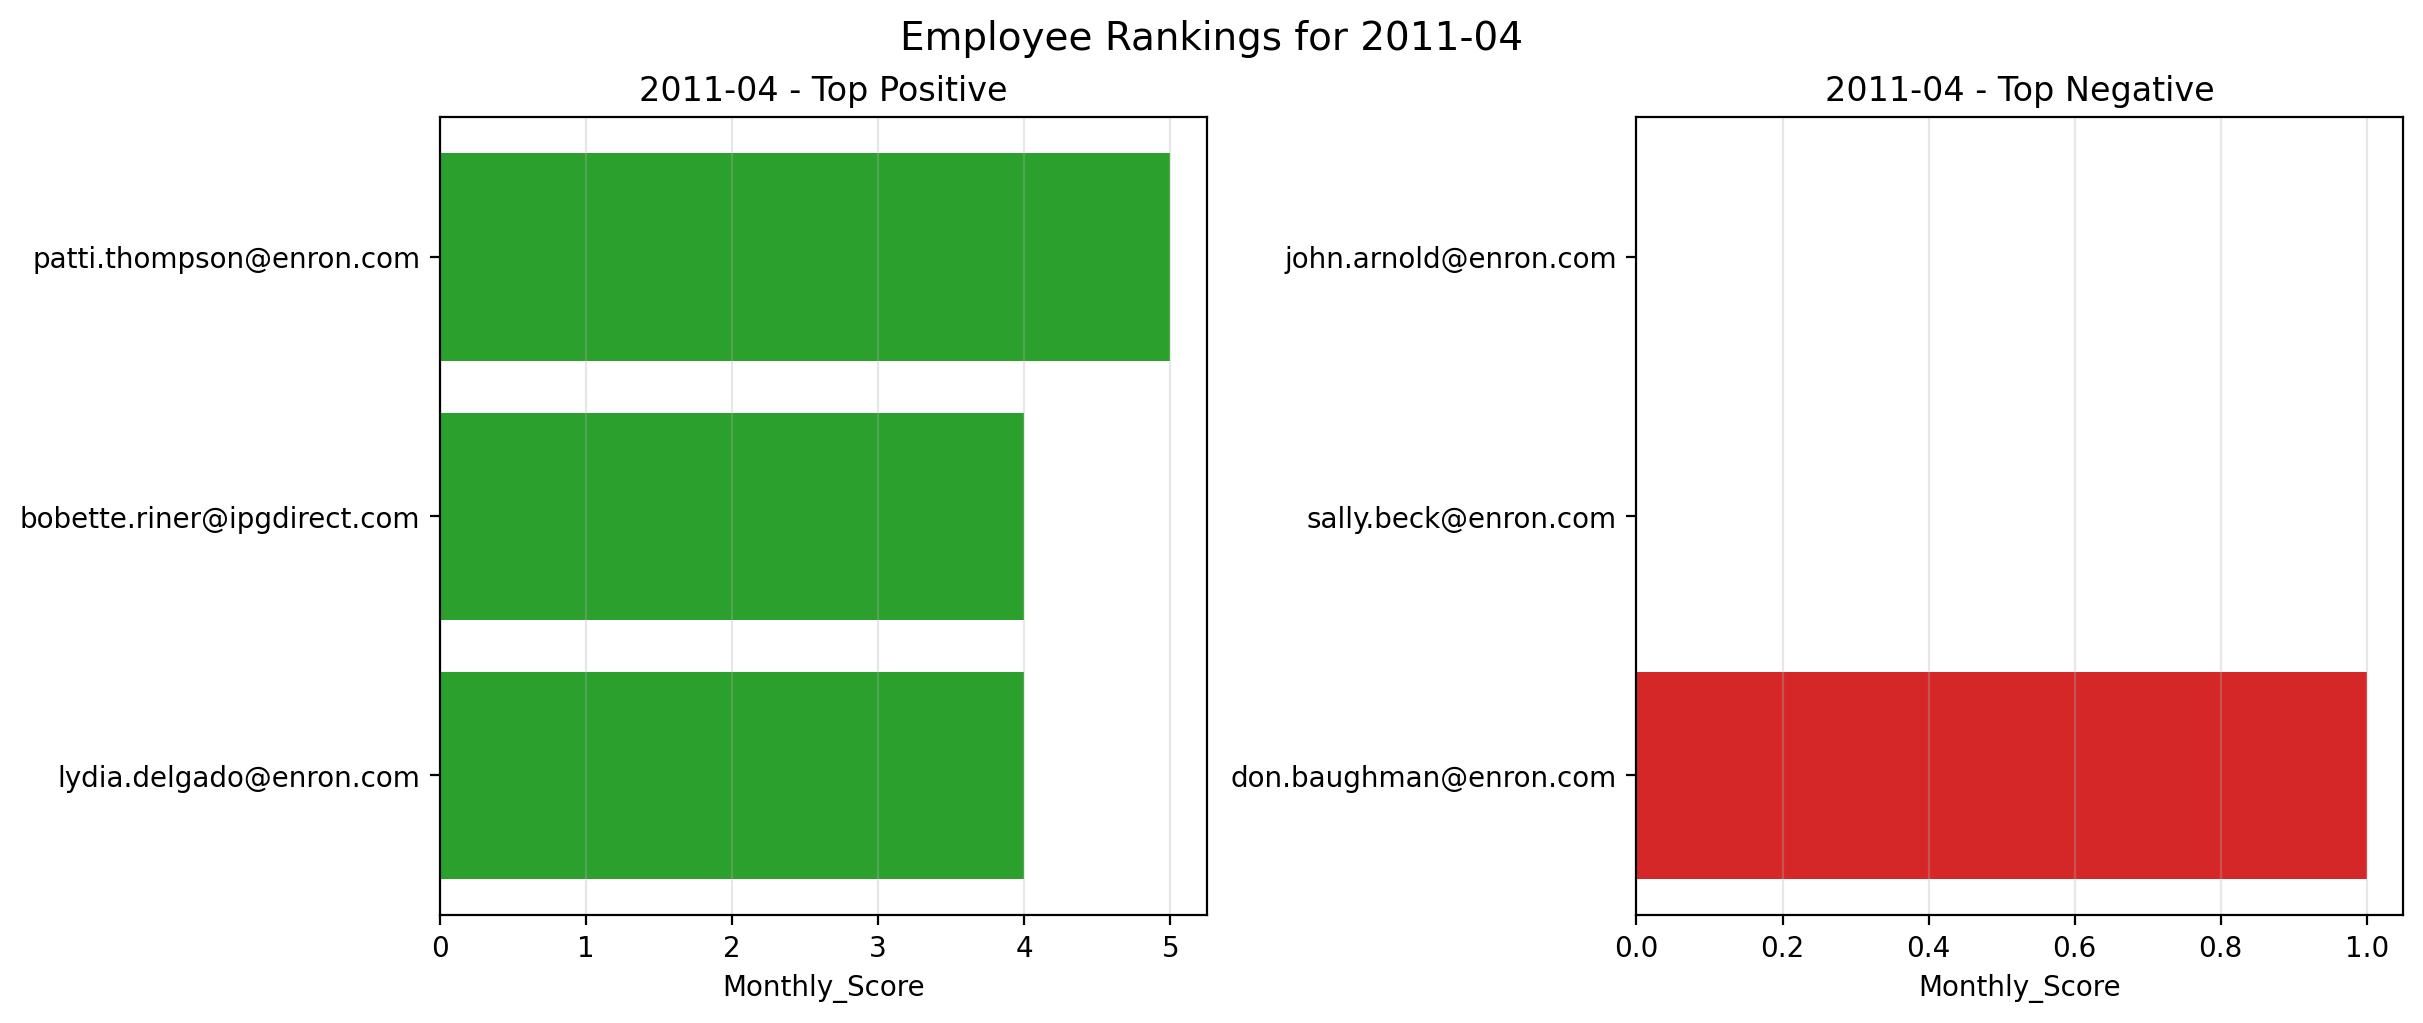 Employee Rankings for 2011-04
2011-04 - Top Positive
patti.thompson@enron.com
bobette.riner@ipgdirect.com
lydia.delgado@enron.com
0 1 2 3 4 5
Monthly_Score
2011-04 - Top Negative
john.arnold@enron.com
sally.beck@enron.com
don.baughman@enron.com
0.0 0.2 0.4 0.6 0.8 1.0
Monthly_Score